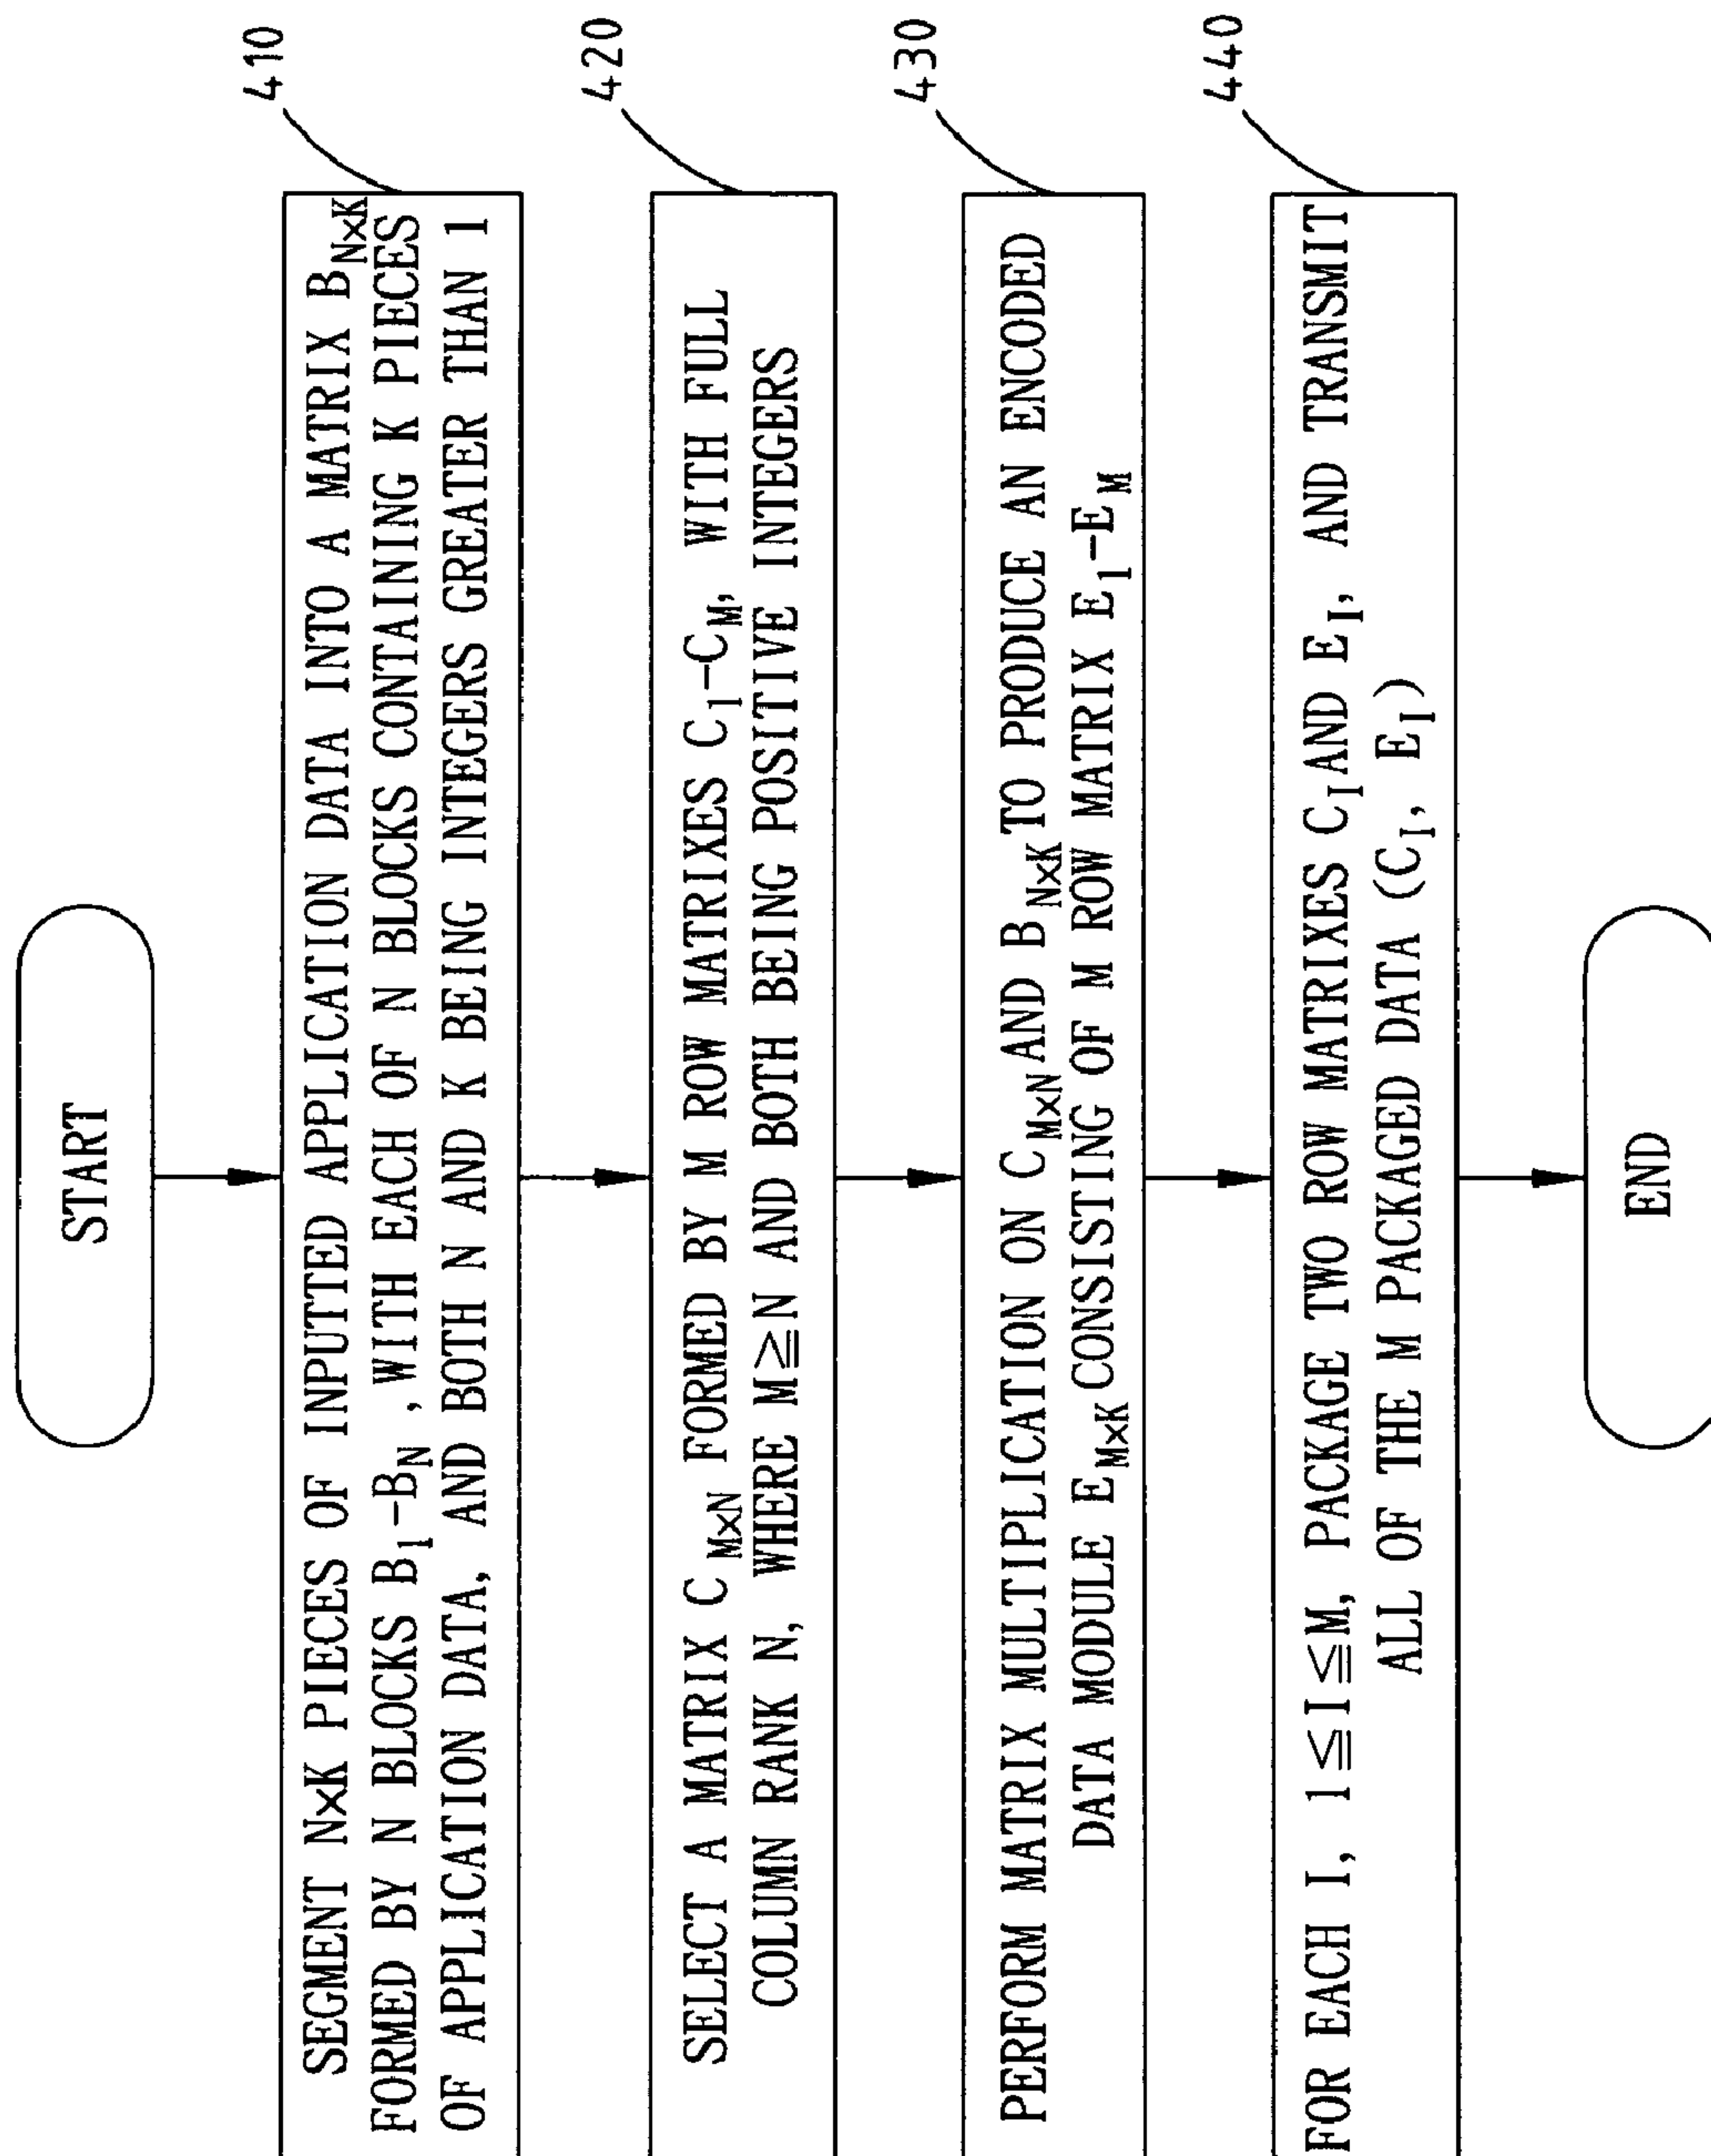 START
SEGMENT N×K PIECES OF INPUTTED APPLICATION DATA INTO A MATRIX B_{N×K}
FORMED BY N BLOCKS B_1-B_N, WITH EACH OF N BLOCKS CONTAINING K PIECES
OF APPLICATION DATA, AND BOTH N AND K BEING INTEGERS GREATER THAN 1
410
SELECT A MATRIX C_{M×N} FORMED BY M ROW MATRIXES C_1-C_M, WITH FULL
COLUMN RANK N, WHERE M≧N AND BOTH BEING POSITIVE INTEGERS
420
PERFORM MATRIX MULTIPLICATION ON C_{M×N} AND B_{N×K} TO PRODUCE AN ENCODED
DATA MODULE E_{M×K} CONSISTING OF M ROW MATRIX E_1-E_M
430
FOR EACH I, 1≦I≦M, PACKAGE TWO ROW MATRIXES C_I AND E_I, AND TRANSMIT
ALL OF THE M PACKAGED DATA (C_I, E_I)
440
END